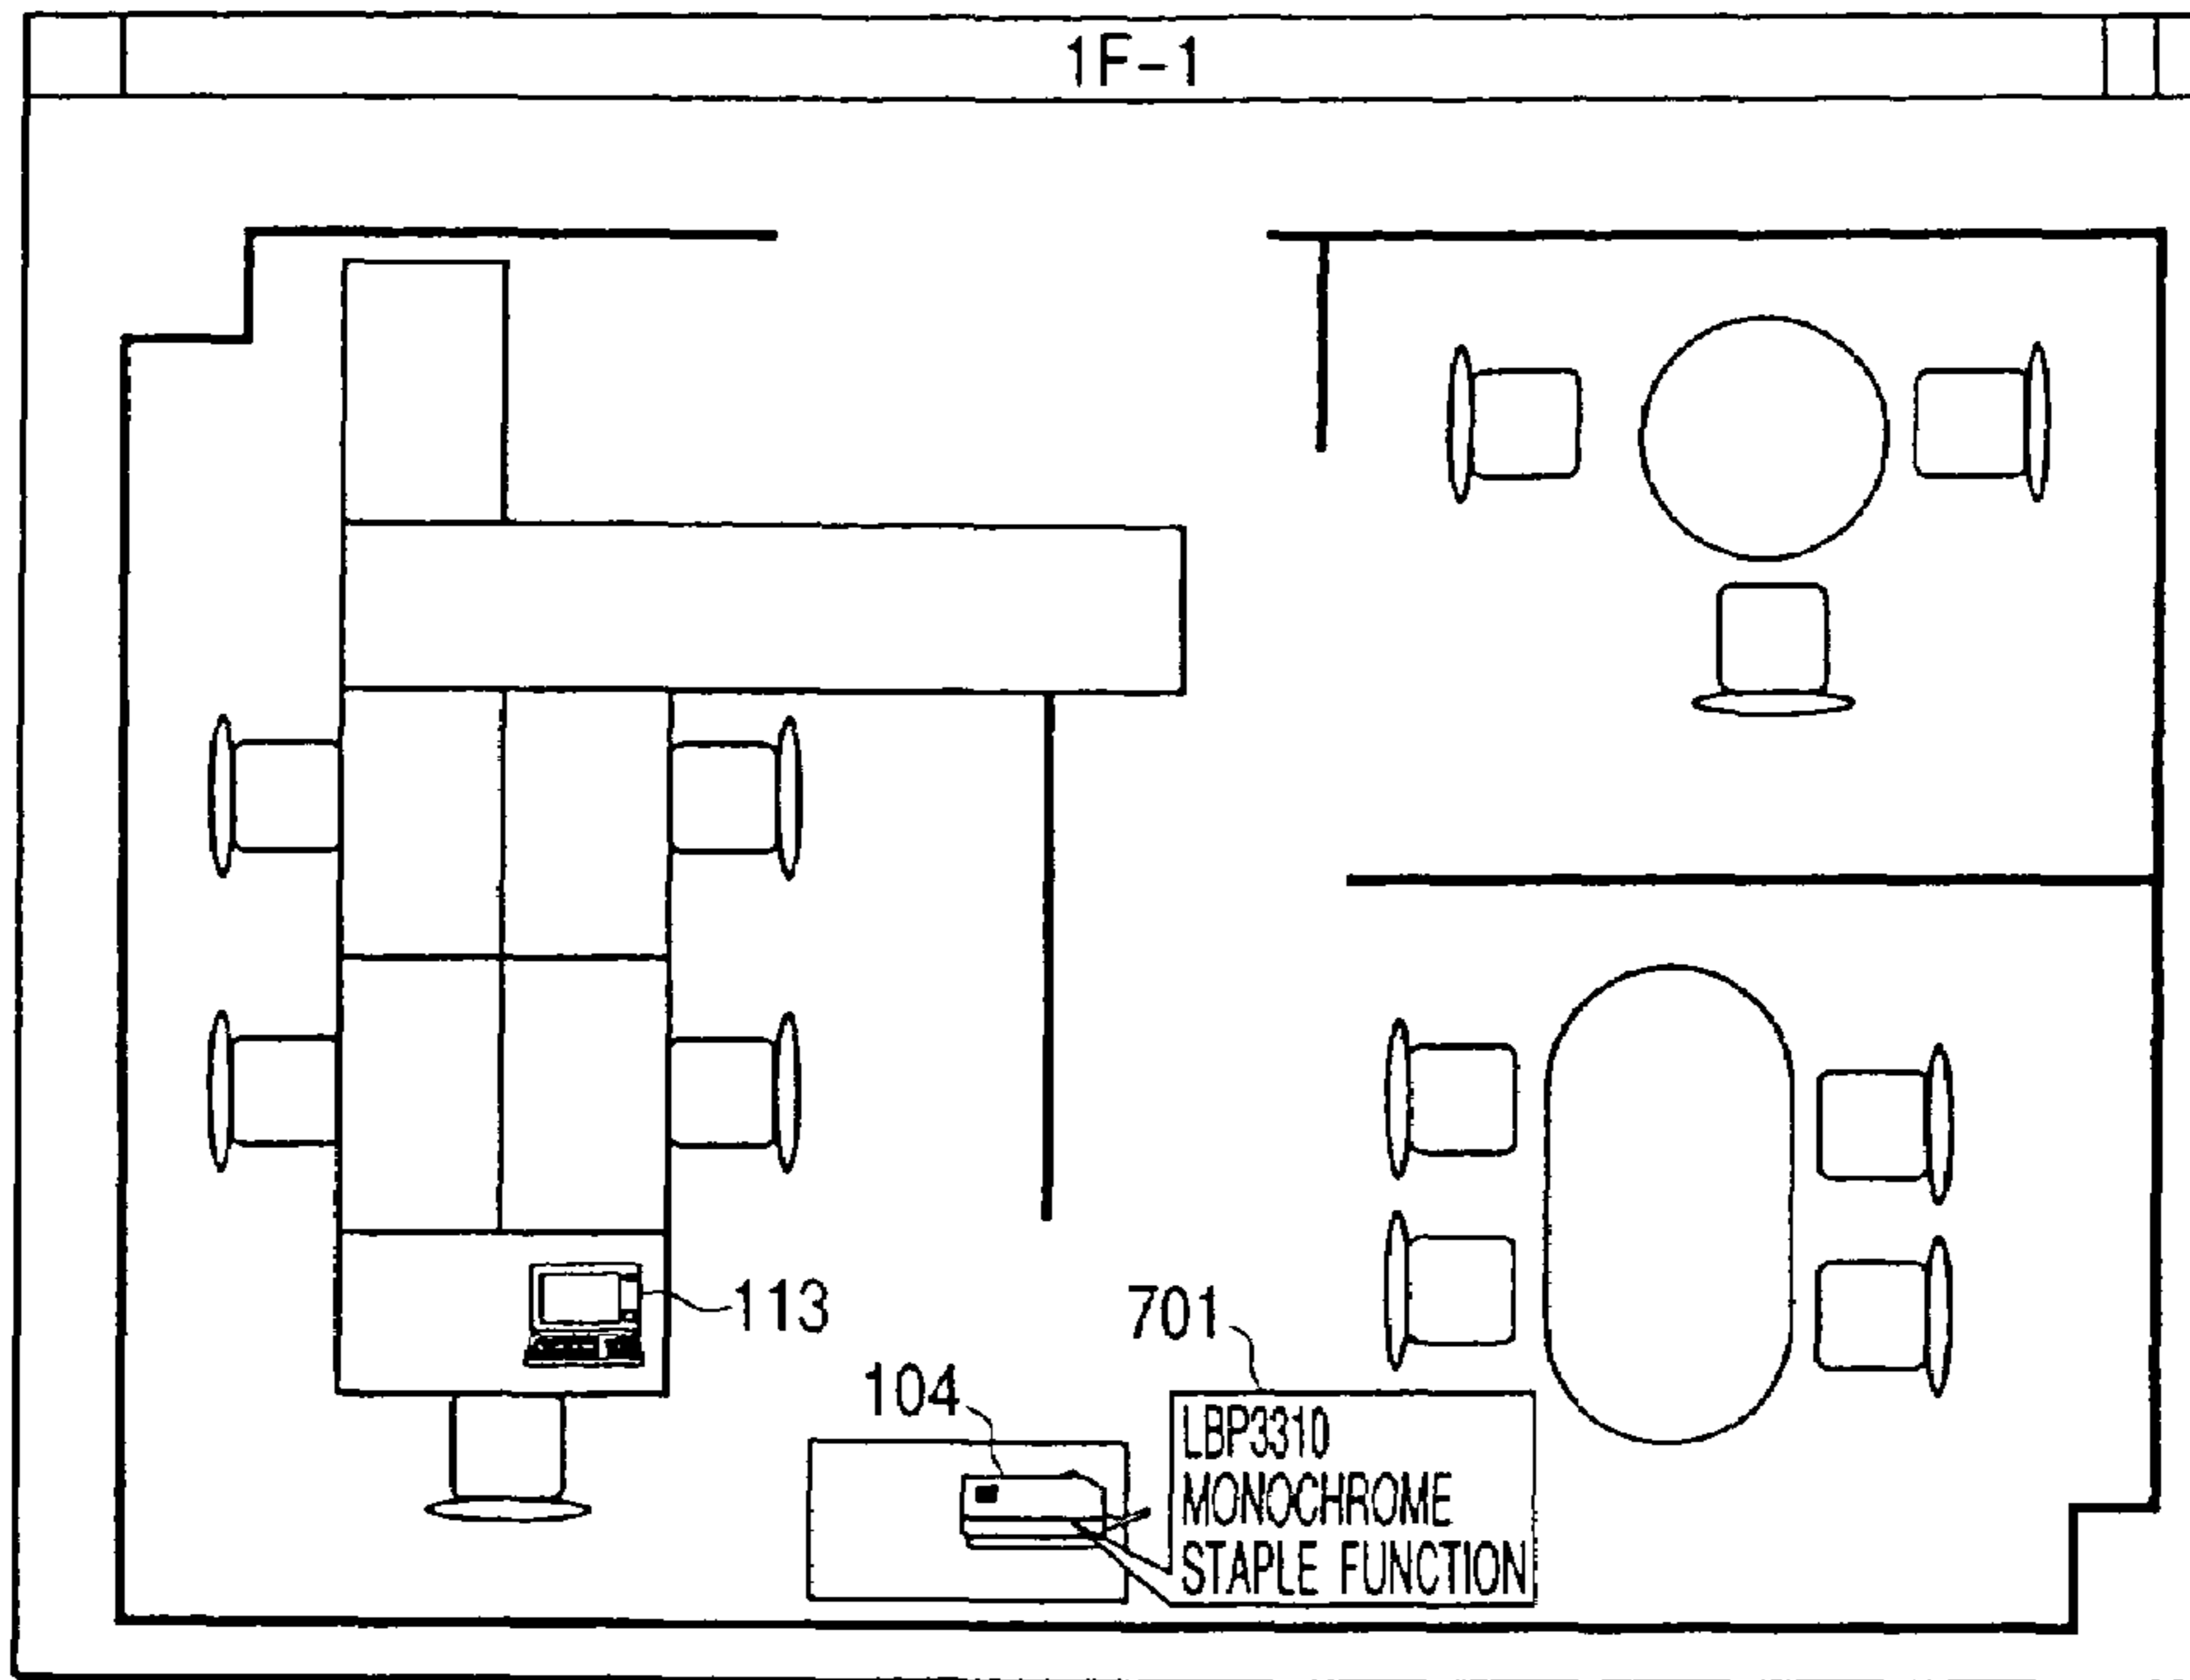 1F-1
113
701
104
LBP3310
MONOCHROME
STAPLE FUNCTION